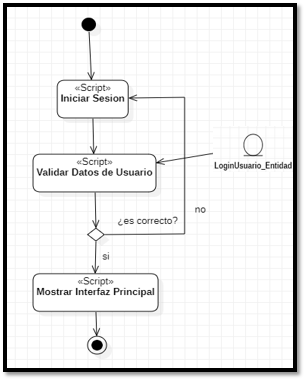 «Script»
Iniciar Sesion
«Script»
Validar Datos de Usuario
LoginUsuario_Entidad
¿es correcto?
no
si
«Script»
Mostrar Interfaz Principal